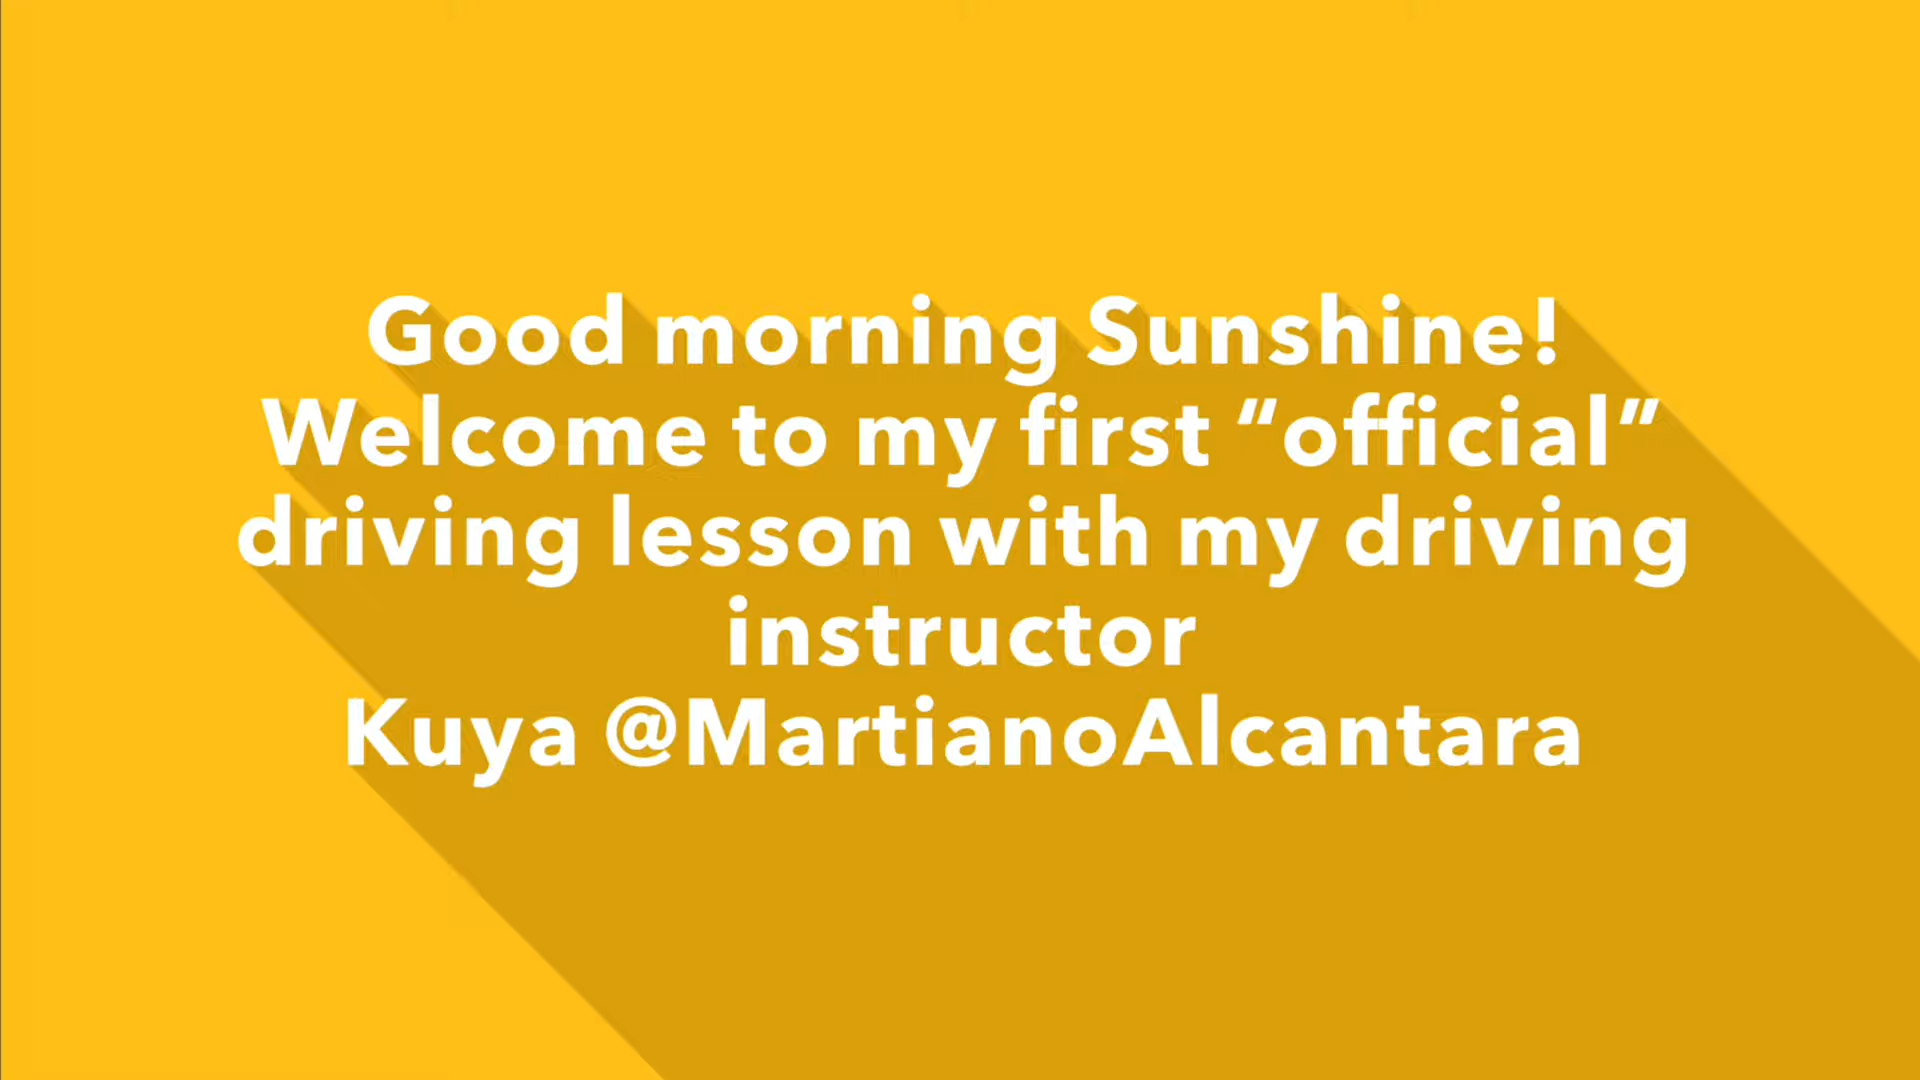 Good morning Sunshine!
Welcome to my first “official”
driving lesson with my driving
instructor
Kuya @MartianoAlcantara